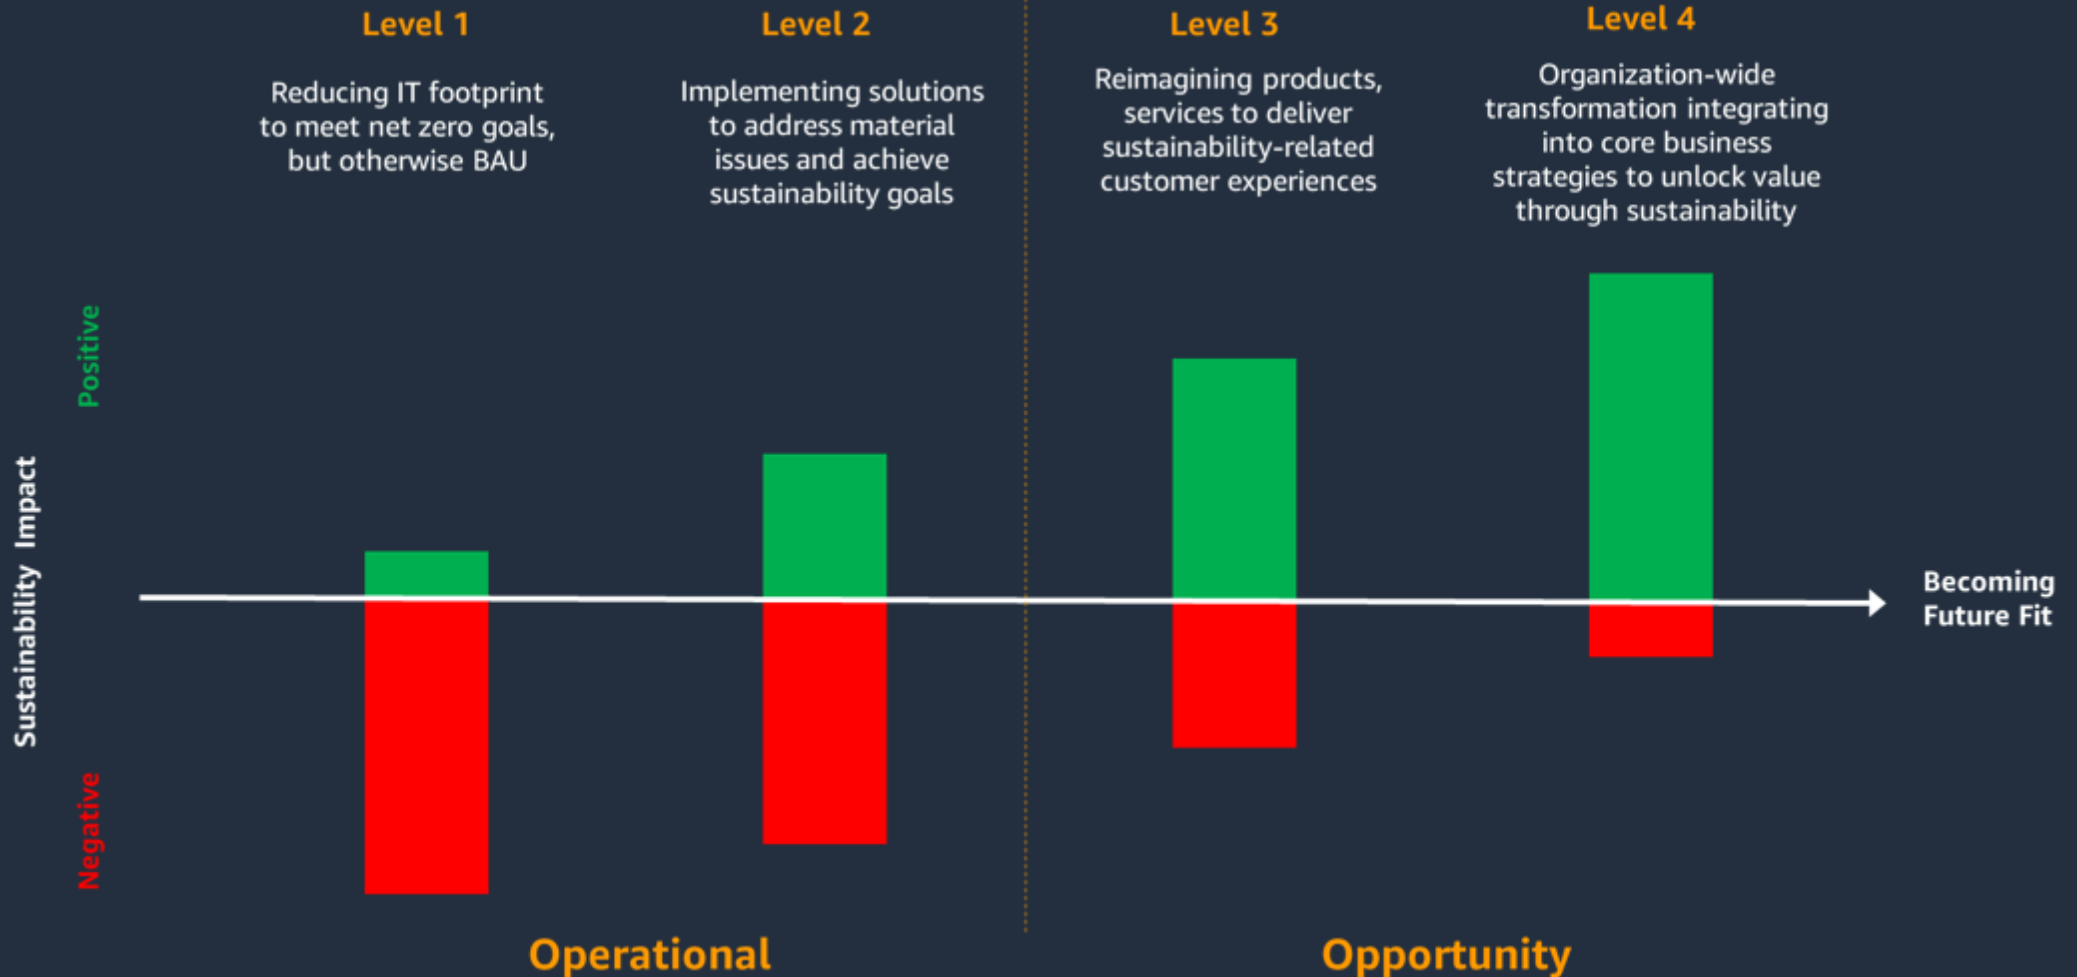 Level 1
Reducing IT footprint
to meet net zero goals,
but otherwise BAU
Level 2
Implementing solutions
to address material
issues and achieve
sustainability goals
Level 3
Reimagining products,
services to deliver
sustainability-related
customer experiences
Level 4
Organization-wide
transformation integrating
into core business
strategies to unlock value
through sustainability
Sustainability Impact
Positive
Negative
Becoming
Future Fit
Operational
Opportunity